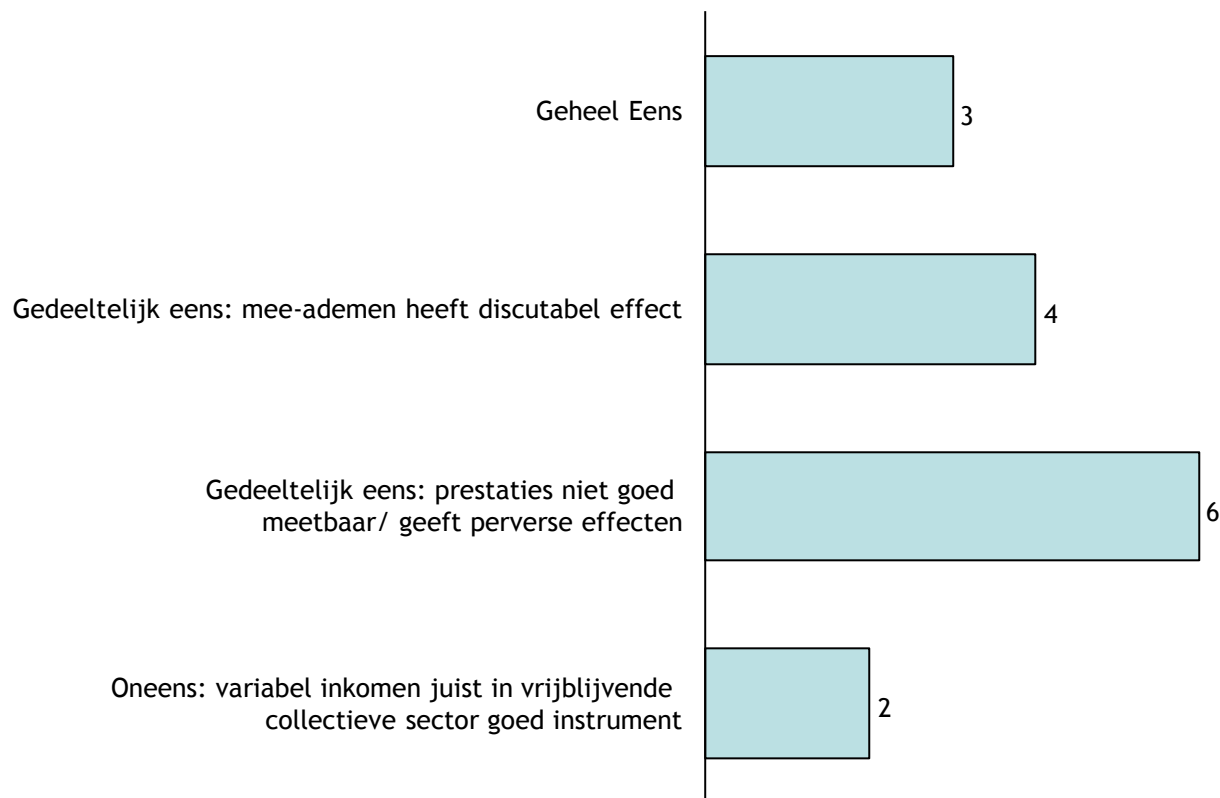 Geheel Eens
3
Gedeeltelijk eens: mee-ademen heeft discutabel effect
4
Gedeeltelijk eens: prestaties niet goed
meetbaar/ geeft perverse effecten
6
Oneens: variabel inkomen juist in vrijblijvende
collectieve sector goed instrument
2